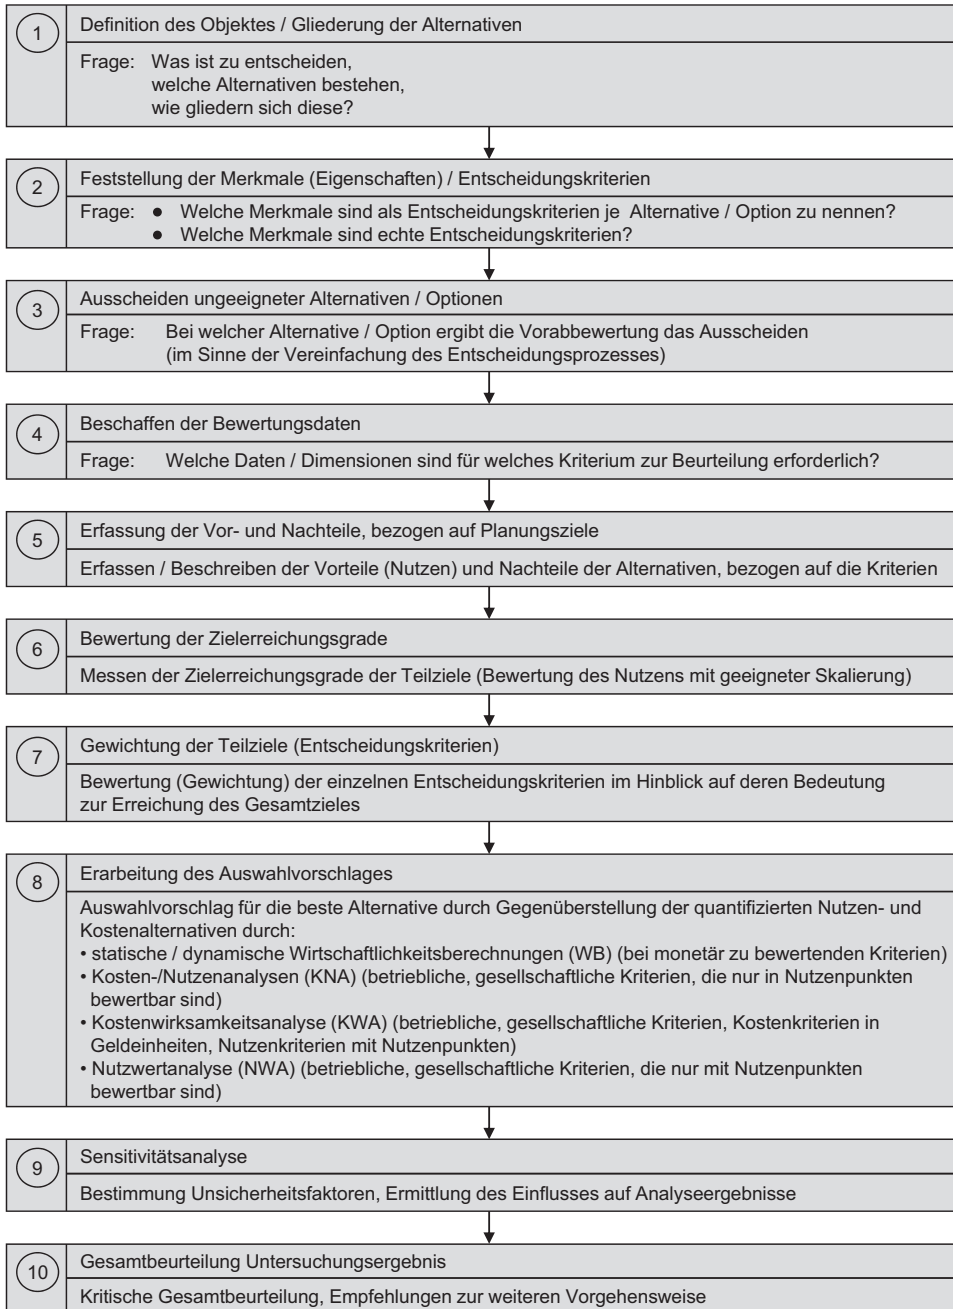 1
Definition des Objektes / Gliederung der Alternativen
Frage: Was ist zu entscheiden,
welche Alternativen bestehen,
wie gliedern sich diese?
2
Feststellung der Merkmale (Eigenschaften) / Entscheidungskriterien
Frage: ● Welche Merkmale sind als Entscheidungskriterien je Alternative / Option zu nennen?
● Welche Merkmale sind echte Entscheidungskriterien?
3
Ausscheiden ungeeigneter Alternativen / Optionen
Frage: Bei welcher Alternative / Option ergibt die Vorabbewertung das Ausscheiden
(im Sinne der Vereinfachung des Entscheidungsprozesses)
4
Beschaffen der Bewertungsdaten
Frage: Welche Daten / Dimensionen sind für welches Kriterium zur Beurteilung erforderlich?
5
Erfassung der Vor- und Nachteile, bezogen auf Planungsziele
Erfassen / Beschreiben der Vorteile (Nutzen) und Nachteile der Alternativen, bezogen auf die Kriterien
6
Bewertung der Zielerreichungsgrade
Messen der Zielerreichungsgrade der Teilziele (Bewertung des Nutzens mit geeigneter Skalierung)
7
Gewichtung der Teilziele (Entscheidungskriterien)
Bewertung (Gewichtung) der einzelnen Entscheidungskriterien im Hinblick auf deren Bedeutung
zur Erreichung des Gesamtzieles
8
Erarbeitung des Auswahlvorschlages
Auswahlvorschlag für die beste Alternative durch Gegenüberstellung der quantifizierten Nutzen- und
Kostenalternativen durch:
• statische / dynamische Wirtschaftlichkeitsberechnungen (WB) (bei monetär zu bewertenden Kriterien)
• Kosten-/Nutzenanalysen (KNA) (betriebliche, gesellschaftliche Kriterien, die nur in Nutzenpunkten
bewertbar sind)
• Kostenwirksamkeitsanalyse (KWA) (betriebliche, gesellschaftliche Kriterien, Kostenkriterien in
Geldeinheiten, Nutzenkriterien mit Nutzenpunkten)
• Nutzwertanalyse (NWA) (betriebliche, gesellschaftliche Kriterien, die nur mit Nutzenpunkten
bewertbar sind)
9
Sensitivitätsanalyse
Bestimmung Unsicherheitsfaktoren, Ermittlung des Einflusses auf Analyseergebnisse
10
Gesamtbeurteilung Untersuchungsergebnis
Kritische Gesamtbeurteilung, Empfehlungen zur weiteren Vorgehensweise